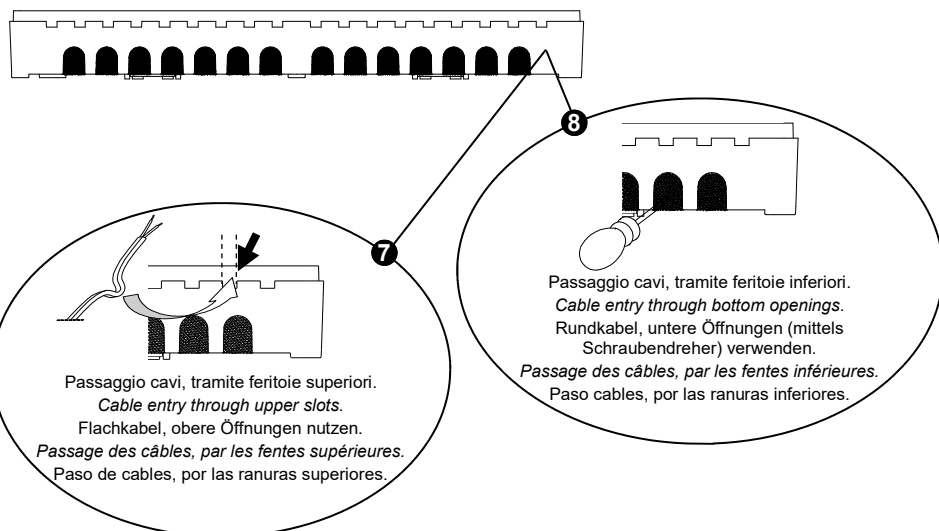 8
Passaggio cavi, tramite feritoie inferiori.
Cable entry through bottom openings.
Rundkabel, untere Öffnungen (mittels
Schraubendreher) verwenden.
Passage des câbles, par les fentes inférieures.
Paso cables, por las ranuras inferiores.
7
Passaggio cavi, tramite feritoie superiori.
Cable entry through upper slots.
Flachkabel, obere Öffnungen nutzen.
Passage des câbles, par les fentes supérieures.
Paso de cables, por las ranuras superiores.